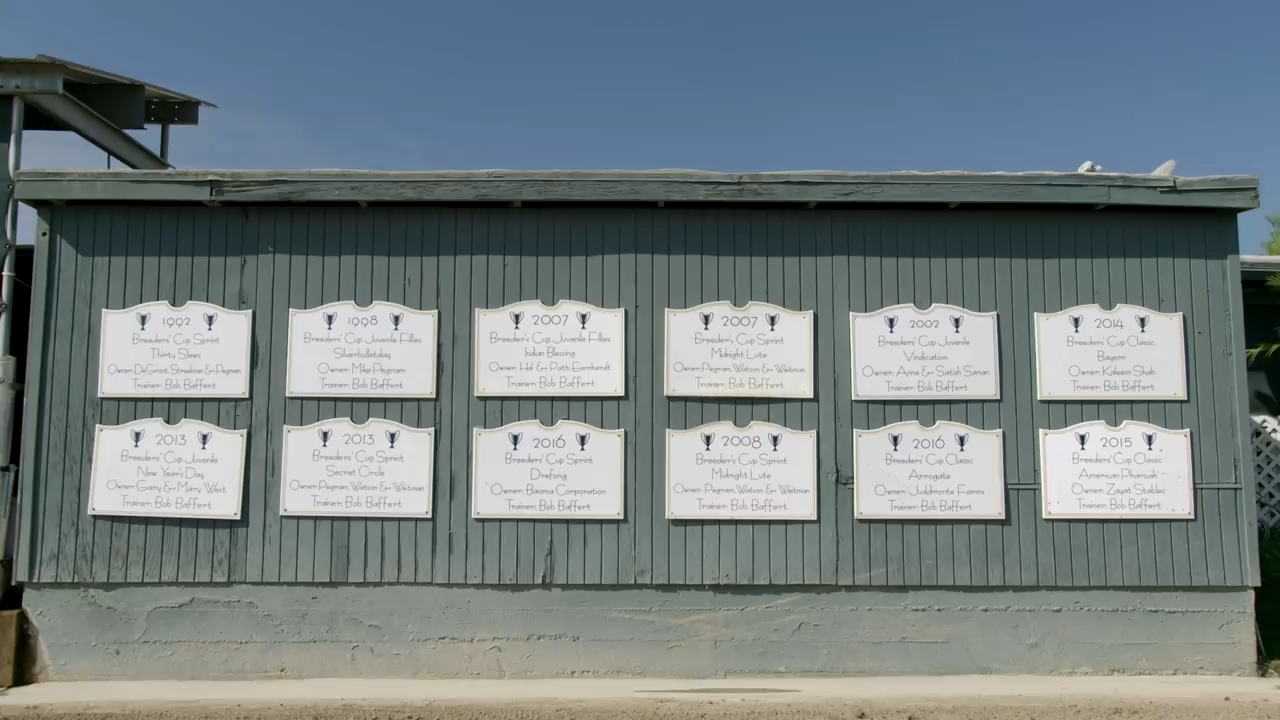 1992
Breeders' Cup Sprint
Thirty Slews
Owner: DeGroot, Streelman & Pegram
Trainer: Bob Baffert
1998
Breeders' Cup Juvenile Fillies
Silverbulletday
Owner: Mike Pegram
Trainer: Bob Baffert
2007
Breeder's Cup Juvenile Fillies
Indian Blessing
Owner: Hal & Patti Earnhardt
Trainer: Bob Baffert
2007
Breeder's Cup Sprint
Midnight Lute
Owner: Pegram, Watson & Weitman
Trainer: Bob Baffert
2002
Breeders' Cup Juvenile
Vindication
Owner: Anne & Satish Sanan
Trainer: Bob Baffert
2014
Breeders' Cup Classic
Bayern
Owner: Kaleem Shah
Trainer: Bob Baffert
2013
Breeders' Cup Juvenile
New Year's Day
Owner: Gary & Mary West
Trainer: Bob Baffert
2013
Breeders' Cup Sprint
Secret Circle
Owner: Pegram, Watson & Weitman
Trainer: Bob Baffert
2016
Breeders' Cup Sprint
Drefong
Owner: Baoma Corporation
Trainer: Bob Baffert
2008
Breeder's Cup Sprint
Midnight Lute
Owner: Pegram, Watson & Weitman
Trainer: Bob Baffert
2016
Breeders' Cup Classic
Arrogate
Owner: Juddmonte Farms
Trainer: Bob Baffert
2015
Breeders' Cup Classic
American Pharoah
Owner: Zayat Stables
Trainer: Bob Baffert